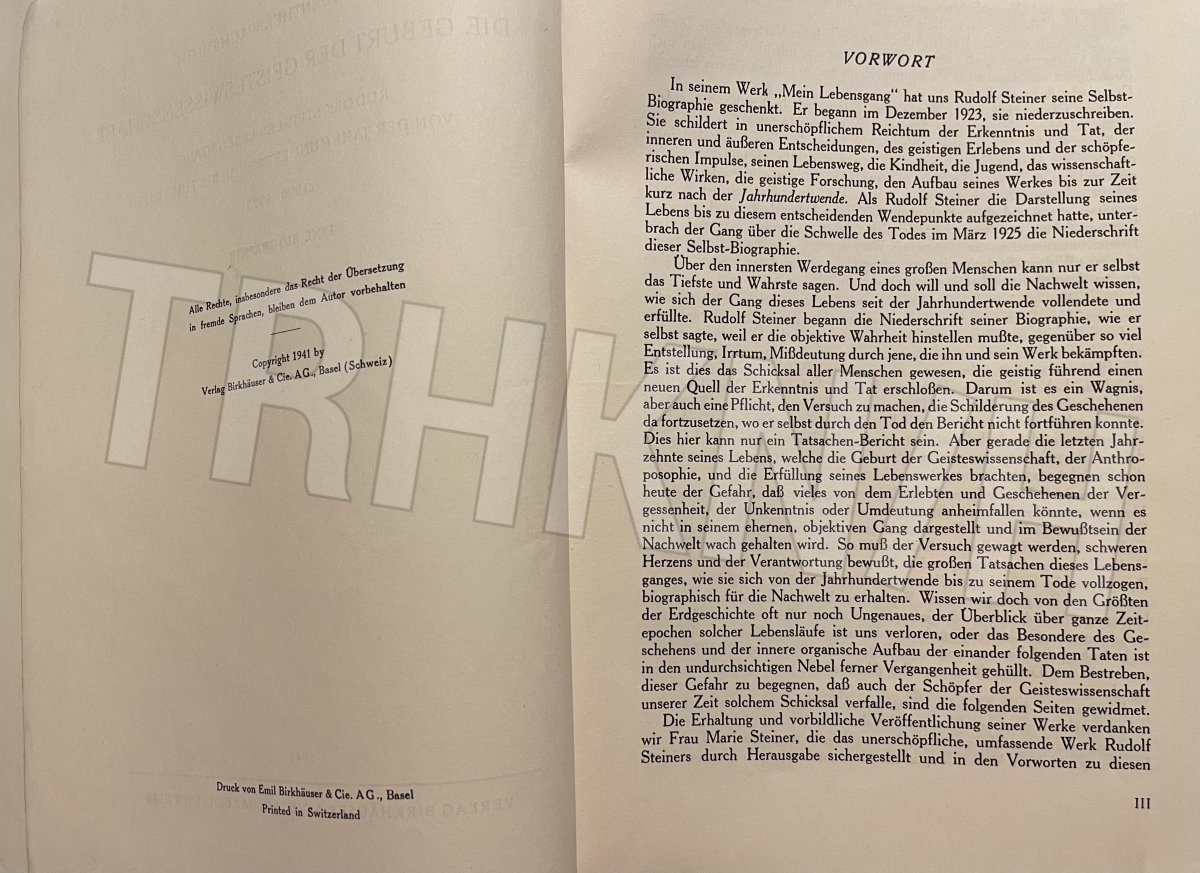 Alle Rechte, insbesondere das Recht der Übersetzung
in fremde Sprachen, bleiben dem Autor vorbehalten
Copyright 1941 by
Verlag Birkhäuser & Cie. AG., Basel (Schweiz)
Druck von Emil Birkhäuser & Cie. AG., Basel
Printed in Switzerland
VORWORT
In seinem Werk „Mein Lebensgang“ hat uns Rudolf Steiner seine Selbst-
Biographie geschenkt. Er begann im Dezember 1923, sie niederzuschreiben.
Sie schildert in unerschöpflichem Reichtum der Erkenntnis und Tat, der
inneren und äußeren Entscheidungen, des geistigen Erlebens und der schöpfe-
rischen Impulse, seinen Lebensweg, die Kindheit, die Jugend, das wissenschaft-
liche Wirken, die geistige Forschung, den Aufbau seines Werkes bis zur Zeit
kurz nach der Jahrhundertwende. Als Rudolf Steiner die Darstellung seines
Lebens bis zu diesem entscheidenden Wendepunkte aufgezeichnet hatte, unter-
brach der Gang über die Schwelle des Todes im März 1925 die Niederschrift
dieser Selbst-Biographie.
Über den innersten Werdegang eines großen Menschen kann nur er selbst
das Tiefste und Wahrste sagen. Und doch will und soll die Nachwelt wissen,
wie sich der Gang dieses Lebens seit der Jahrhundertwende vollendete und
erfüllte. Rudolf Steiner begann die Niederschrift seiner Biographie, wie er
selbst sagte, weil er die objektive Wahrheit hinstellen mußte, gegenüber so viel
Entstellung, Irrtum, Mißdeutung durch jene, die ihn und sein Werk bekämpften.
Es ist dies das Schicksal aller Menschen gewesen, die geistig führend einen
neuen Quell der Erkenntnis und Tat erschloßen. Darum ist es ein Wagnis,
aber auch eine Pflicht, den Versuch zu machen, die Schilderung des Geschehenen
da fortzusetzen, wo er selbst durch den Tod den Bericht nicht fortführen konnte.
Dies hier kann nur ein Tatsachen-Bericht sein. Aber gerade die letzten Jahr-
zehnte seines Lebens, welche die Geburt der Geisteswissenschaft, der Anthro-
posophie, und die Erfüllung seines Lebenswerkes brachten, begegnen schon
heute der Gefahr, daß vieles von dem Erlebten und Geschehenen der Ver-
gessenheit, der Unkenntnis oder Umdeutung anheimfallen könnte, wenn es
nicht in seinem ehernen, objektiven Gang dargestellt und im Bewußtsein der
Nachwelt wach gehalten wird. So muß der Versuch gewagt werden, schweren
Herzens und der Verantwortung bewußt, die großen Tatsachen dieses Lebens-
ganges, wie sie sich von der Jahrhundertwende bis zu seinem Tode vollzogen,
biographisch für die Nachwelt zu erhalten. Wissen wir doch von den Größten
der Erdgeschichte oft nur noch Ungenaues, der Überblick über ganze Zeit-
epochen solcher Lebensläufe ist uns verloren, oder das Besondere des Ge-
schehens und der innere organische Aufbau der einander folgenden Taten ist
in den undurchsichtigen Nebel ferner Vergangenheit gehüllt. Dem Bestreben,
dieser Gefahr zu begegnen, daß auch der Schöpfer der Geisteswissenschaft
unserer Zeit solchem Schicksal verfalle, sind die folgenden Seiten gewidmet.
Die Erhaltung und vorbildliche Veröffentlichung seiner Werke verdanken
wir Frau Marie Steiner, die das unerschöpfliche, umfassende Werk Rudolf
Steiners durch Herausgabe sichergestellt und in den Vorworten zu diesen
III